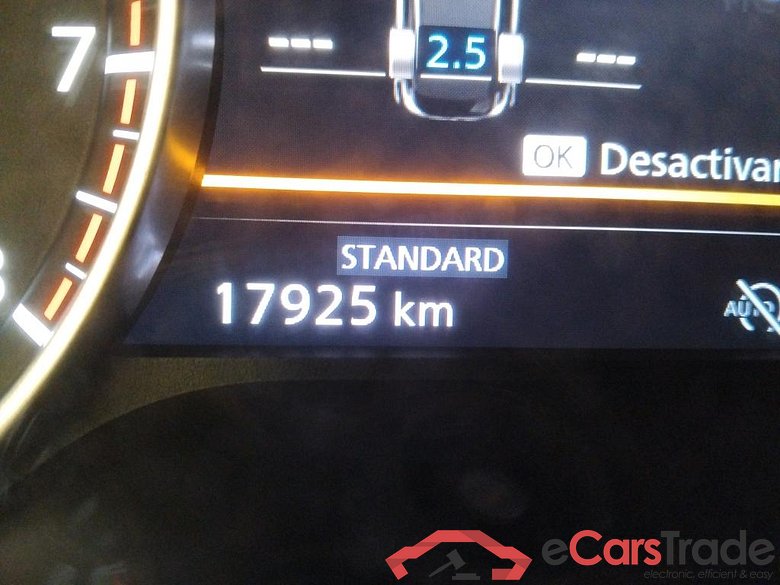 7
--- 2.5 ---
OK Desactivar
STANDARD
17925 km
AUTO
eCarsTrade
electronic, efficient & easy